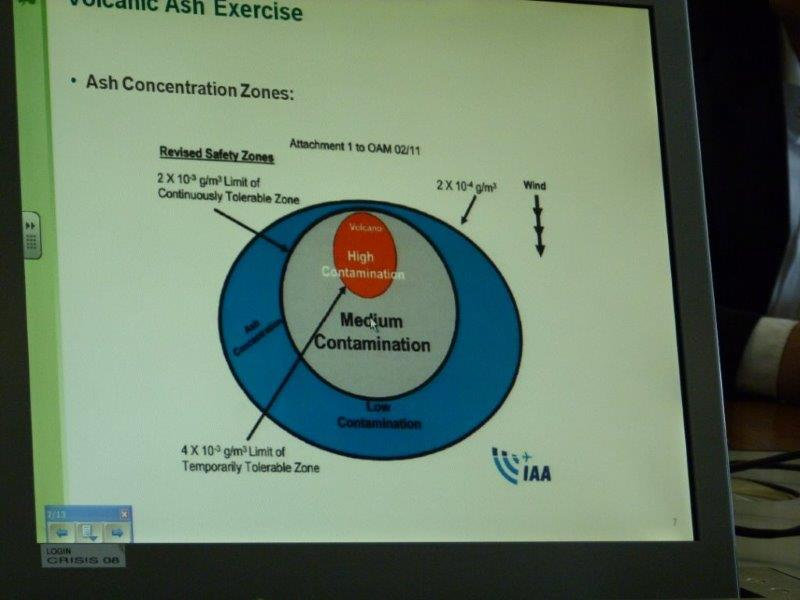 Volcanic Ash Exercise
• Ash Concentration Zones:
Attachment 1 to OAM 02/11
Revised Safety Zones
2 X 10⁻³ g/m³ Limit of
Continuously Tolerable Zone
2 X 10⁻⁴ g/m³
Wind
Volcano
High
Contamination
Medium
Contamination
Ash
Low
Contamination
4 X 10⁻³ g/m³ Limit of
Temporarily Tolerable Zone
IAA
7
7/13
LOGIN
CRISIS 08